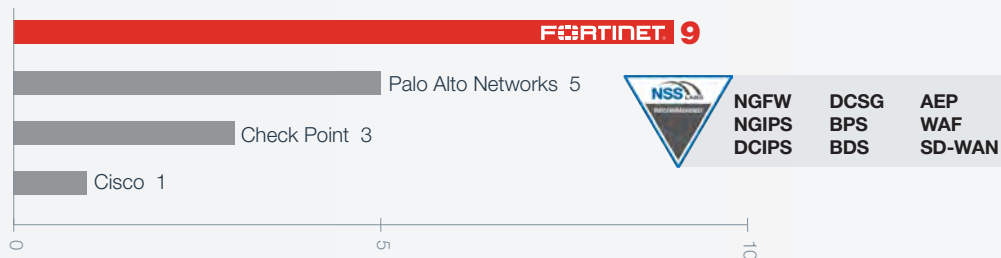 FORTINET 9
Palo Alto Networks 5
Check Point 3
Cisco 1
0
5
10
NSS LABS
RECOMMENDED
NGFW DCSG AEP
NGIPS BPS WAF
DCIPS BDS SD-WAN